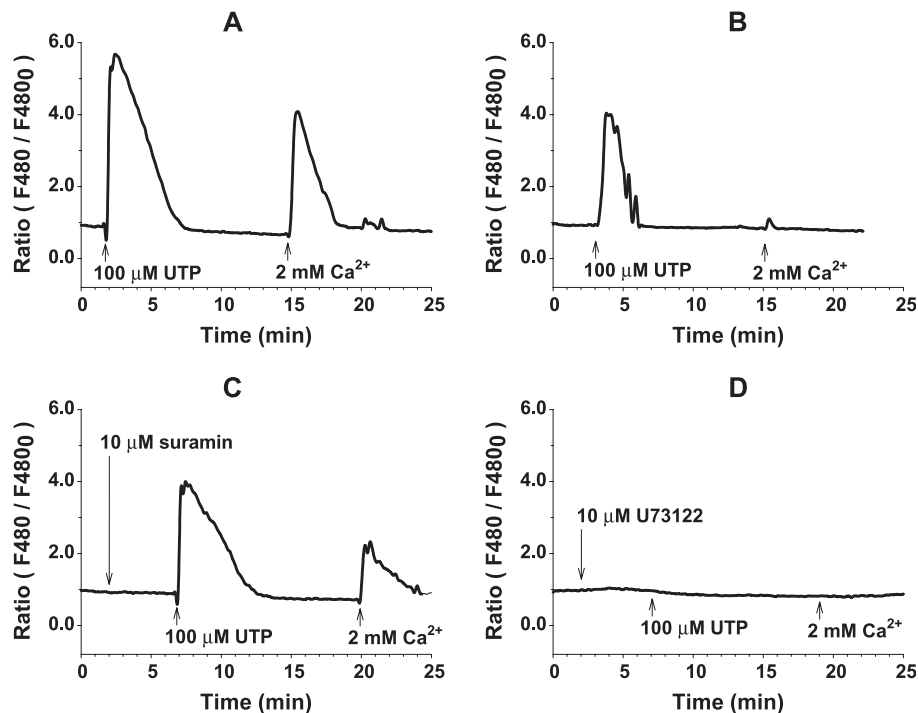 A
Ratio ( F480 / F480₀ )
6.0
4.0
2.0
0.0
100 µM UTP
2 mM Ca²⁺
0 5 10 15 20 25
Time (min)
B
Ratio ( F480 / F480₀ )
6.0
4.0
2.0
0.0
100 µM UTP
2 mM Ca²⁺
0 5 10 15 20 25
Time (min)
C
Ratio ( F480 / F480₀ )
6.0
4.0
2.0
0.0
10 µM suramin
100 µM UTP
2 mM Ca²⁺
0 5 10 15 20 25
Time (min)
D
Ratio ( F480 / F480₀ )
6.0
4.0
2.0
0.0
10 µM U73122
100 µM UTP
2 mM Ca²⁺
0 5 10 15 20 25
Time (min)